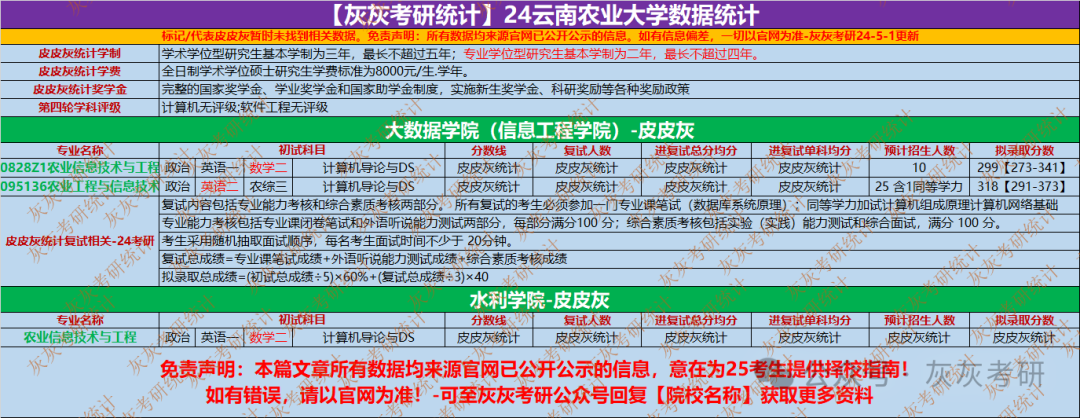 【灰灰考研统计】24云南农业大学数据统计
标记/代表皮皮灰暂时未找到相关数据。免责声明：所有数据均来源官网已公开公示的信息。如有信息偏差，一切以官网为准-灰灰考研24-5-1更新
皮皮灰统计学制 学术学位型研究生基本学制为三年，最长不超过五年；专业学位型研究生基本学制为二年，最长不超过四年。
皮皮灰统计学费 全日制学术学位硕士研究生学费标准为8000元/生.学年。
皮皮灰统计奖学金 完整的国家奖学金、学业奖学金和国家助学金制度，实施新生奖学金、科研奖励等各种奖励政策
第四轮学科评级 计算机无评级;软件工程无评级
大数据学院（信息工程学院）-皮皮灰
专业名称 初试科目 分数线 复试人数 进复试总分均分 进复试单科均分 预计招生人数 拟录取分数
0828Z1农业信息技术与工程 政治 英语一 数学二 计算机导论与DS 皮皮灰统计 皮皮灰统计 皮皮灰统计 皮皮灰统计 10 299【273-341】
095136农业工程与信息技术 政治 英语二 农综三 计算机导论与DS 皮皮灰统计 皮皮灰统计 皮皮灰统计 皮皮灰统计 25 含1同等学力 318【291-373】
皮皮灰统计复试相关-24考研
复试内容包括专业能力考核和综合素质考核两部分。 所有复试的考生必须参加一门专业课笔试（数据库系统原理）；同等学力加试计算机组成原理计算机网络基础
专业能力考核包括专业课闭卷笔试和外语听说能力测试两部分，每部分满分100 分；综合素质考核包括实验（实践）能力测试和综合面试，满分 100 分。
考生采用随机抽取面试顺序，每名考生面试时间不少于 20分钟。
复试总成绩=专业课笔试成绩+外语听说能力测试成绩+综合素质考核成绩
拟录取总成绩=(初试总成绩÷5)×60%+(复试总成绩÷3)×40
水利学院-皮皮灰
专业名称 初试科目 分数线 复试人数 进复试总分均分 进复试单科均分 预计招生人数 拟录取分数
农业信息技术与工程 政治 英语一 数学二 计算机导论与DS 皮皮灰统计 皮皮灰统计 皮皮灰统计 皮皮灰统计 皮皮灰统计 皮皮灰统计
免责声明：本篇文章所有数据均来源官网已公开公示的信息，意在为25考生提供择校指南！
如有错误，请以官网为准！-可至灰灰考研公众号回复【院校名称】获取更多资料
公众号 灰灰考研
灰灰考研统计